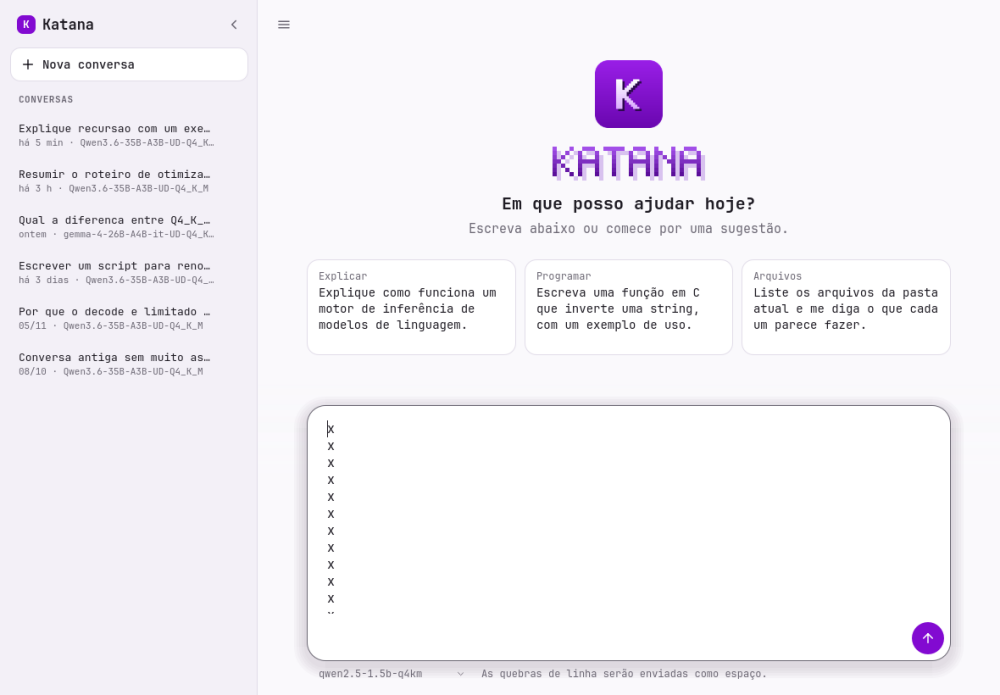 K Katana
Nova conversa
CONVERSAS
Explique recursao com um exe…
há 5 min · Qwen3.6-35B-A3B-UD-Q4_K…
Resumir o roteiro de otimiza…
há 3 h · Qwen3.6-35B-A3B-UD-Q4_K_M
Qual a diferenca entre Q4_K_…
ontem · gemma-4-26B-A4B-it-UD-Q4_K…
Escrever um script para reno…
há 3 dias · Qwen3.6-35B-A3B-UD-Q4_…
Por que o decode e limitado …
05/11 · Qwen3.6-35B-A3B-UD-Q4_K_M
Conversa antiga sem muito as…
08/10 · Qwen3.6-35B-A3B-UD-Q4_K_M
K
KATANA
Em que posso ajudar hoje?
Escreva abaixo ou comece por uma sugestão.
Explicar
Explique como funciona um
motor de inferência de
modelos de linguagem.
Programar
Escreva uma função em C
que inverte uma string,
com um exemplo de uso.
Arquivos
Liste os arquivos da pasta
atual e me diga o que cada
um parece fazer.
x
x
x
x
x
x
x
x
x
x
x
x
qwen2.5-1.5b-q4km
As quebras de linha serão enviadas como espaço.